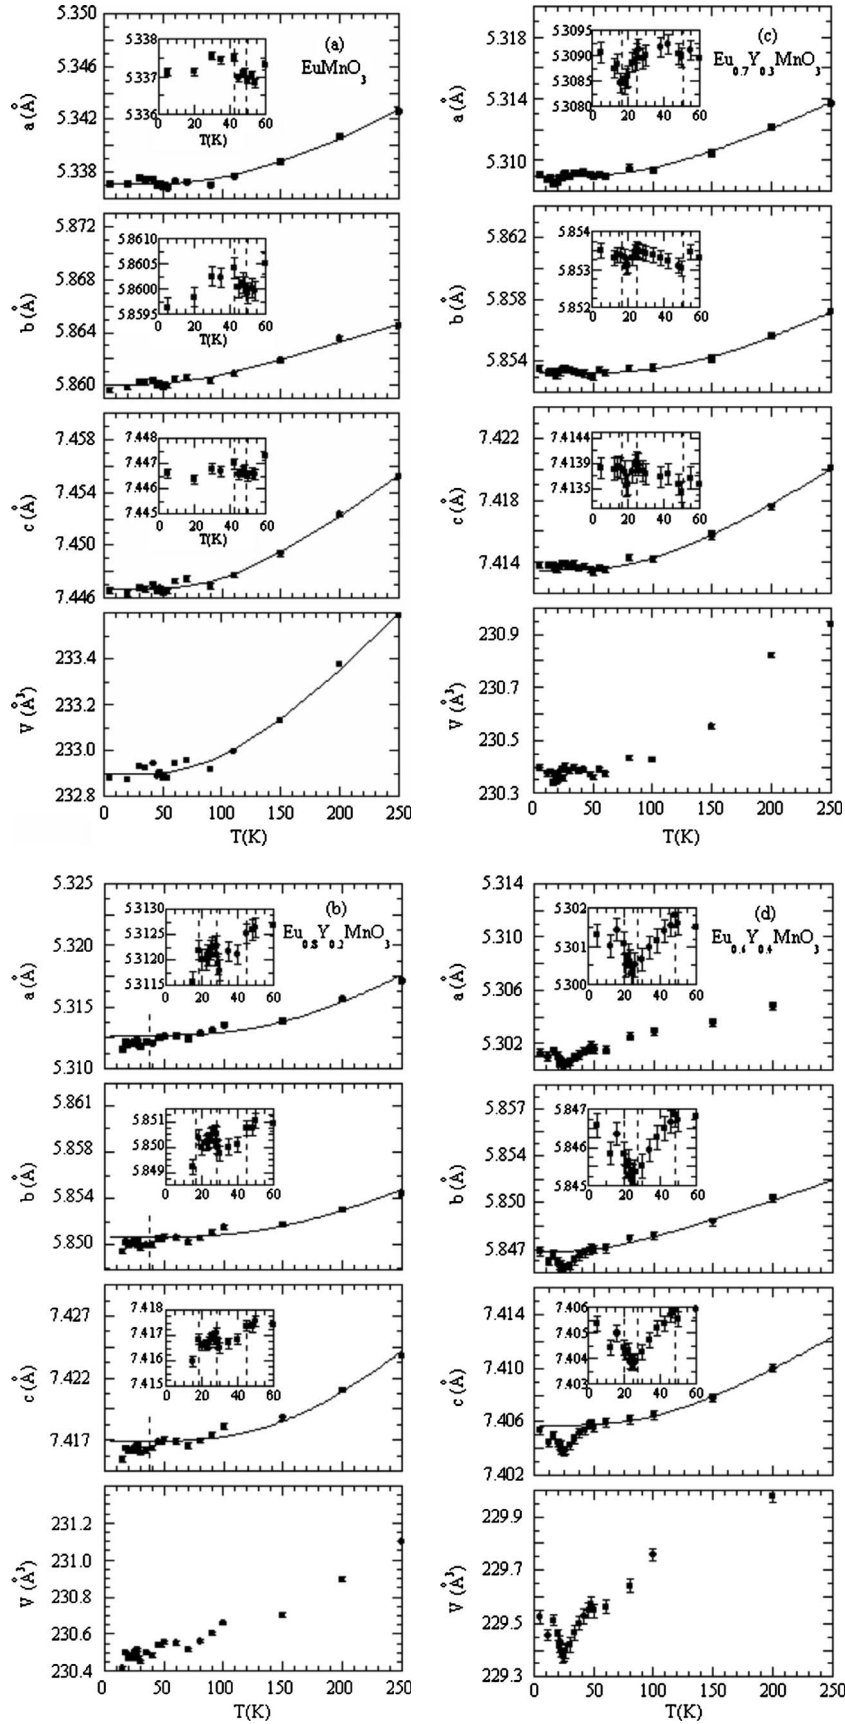 (a)
EuMnO₃
5.350
5.346
5.342
5.338
a (Å)
5.338
5.337
5.336
0 20 40 60
T(K)
5.872
5.868
5.864
5.860
b (Å)
5.8610
5.8605
5.8600
5.8595
0 20 40 60
T(K)
7.458
7.454
7.450
7.446
c (Å)
7.448
7.447
7.446
7.445
0 20 40 60
T(K)
233.4
233.2
233.0
232.8
V (Å³)
0 50 100 150 200 250
T(K)
(c)
Eu₀.₇Y₀.₃MnO₃
5.320
5.314
5.310
a (Å)
5.3095
5.3090
5.3085
5.3080
0 20 40 60
5.862
5.857
5.854
b (Å)
5.854
5.853
5.852
0 20 40 60
7.422
7.418
7.414
c (Å)
7.4144
7.4139
7.4135
0 20 40 60
230.9
230.7
230.5
230.3
V (Å³)
0 50 100 150 200 250
T(K)
(b)
Eu₀.₈Y₀.₂MnO₃
5.325
5.320
5.315
5.310
a (Å)
5.3130
5.3120
5.3115
0 20 40 60
5.861
5.858
5.854
5.850
b (Å)
5.851
5.850
5.849
0 20 40 60
7.427
7.422
7.417
c (Å)
7.418
7.417
7.416
7.415
0 20 40 60
231.2
231.0
230.8
230.6
230.4
V (Å³)
0 50 100 150 200 250
T(K)
(d)
Eu₀.₆Y₀.₄MnO₃
5.314
5.310
5.306
5.302
a (Å)
5.302
5.301
5.300
0 20 40 60
5.857
5.854
5.850
5.847
b (Å)
5.847
5.846
5.845
0 20 40 60
7.414
7.410
7.406
7.402
c (Å)
7.406
7.405
7.404
7.403
0 20 40 60
229.9
229.7
229.5
229.3
V (Å³)
0 50 100 150 200 250
T(K)